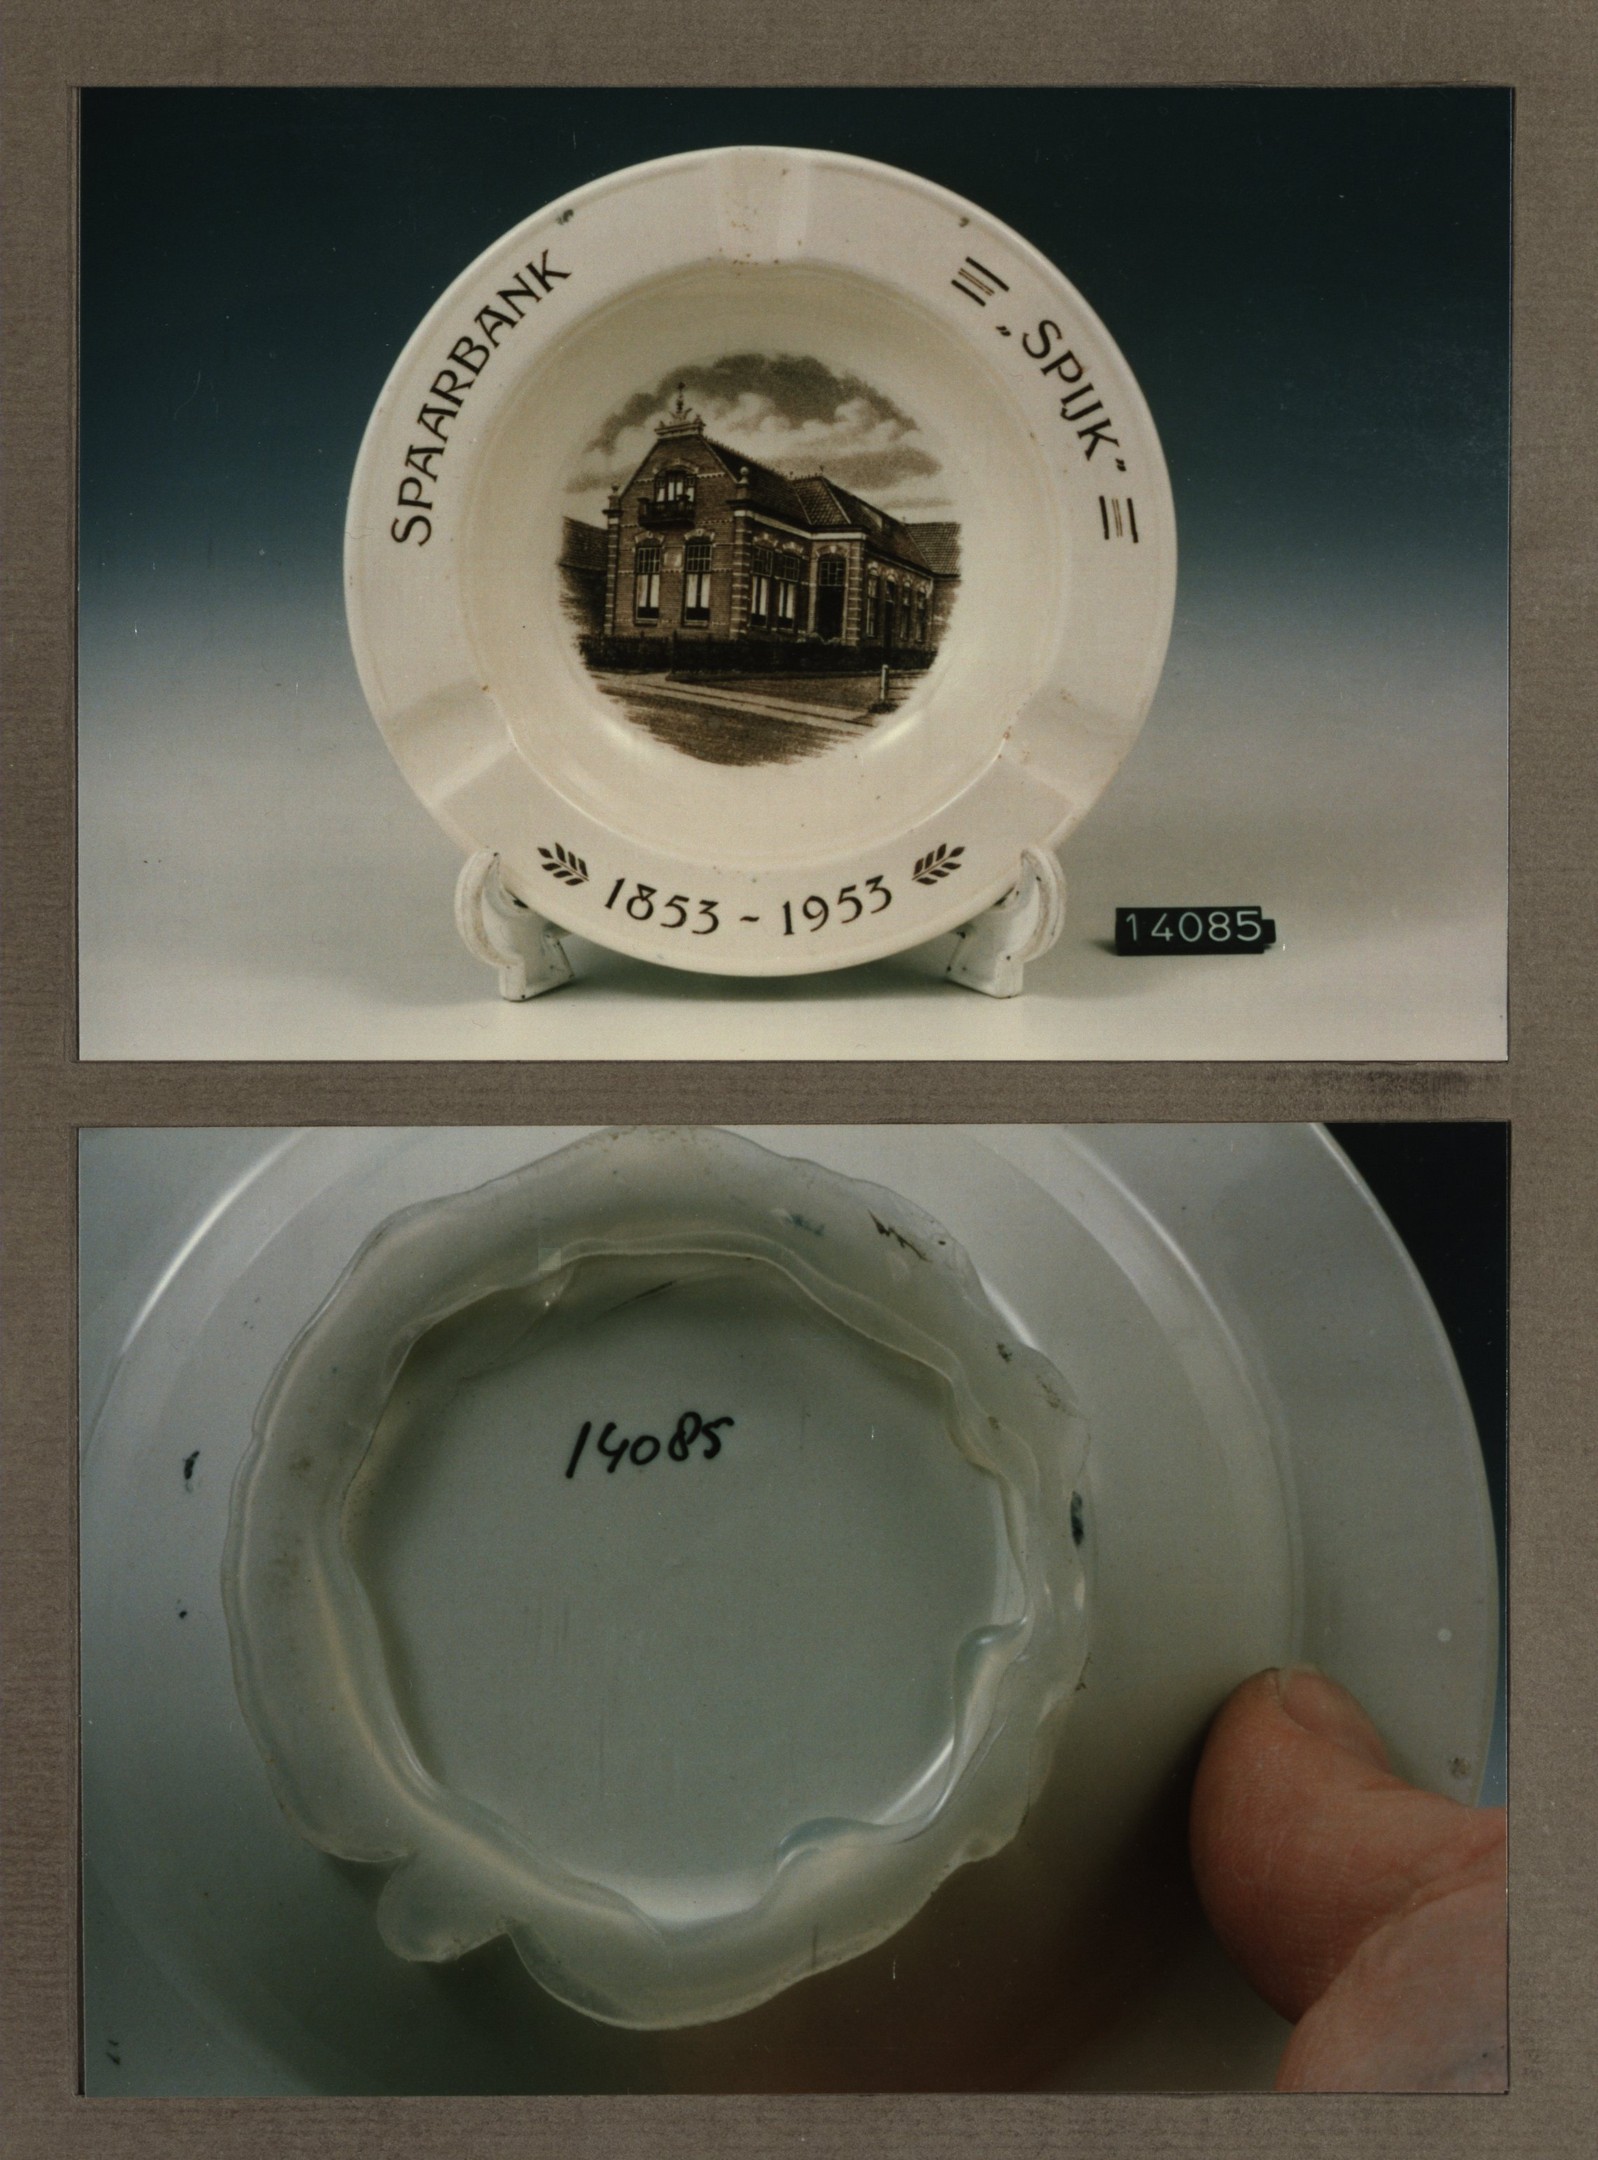 SPAARBANK
„SPIJK"
1853 - 1953
14085
14085